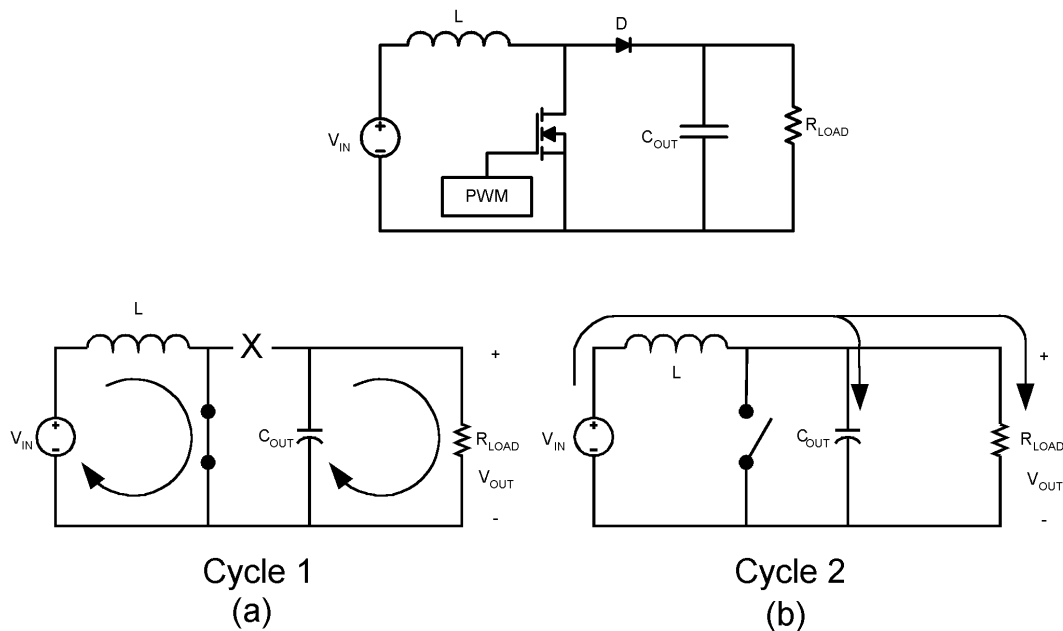 L
D
V_IN
+
-
PWM
C_OUT
R_LOAD
L
X
V_IN
+
-
C_OUT
R_LOAD
V_OUT
+
-
Cycle 1
(a)
L
V_IN
+
-
C_OUT
R_LOAD
V_OUT
+
-
Cycle 2
(b)